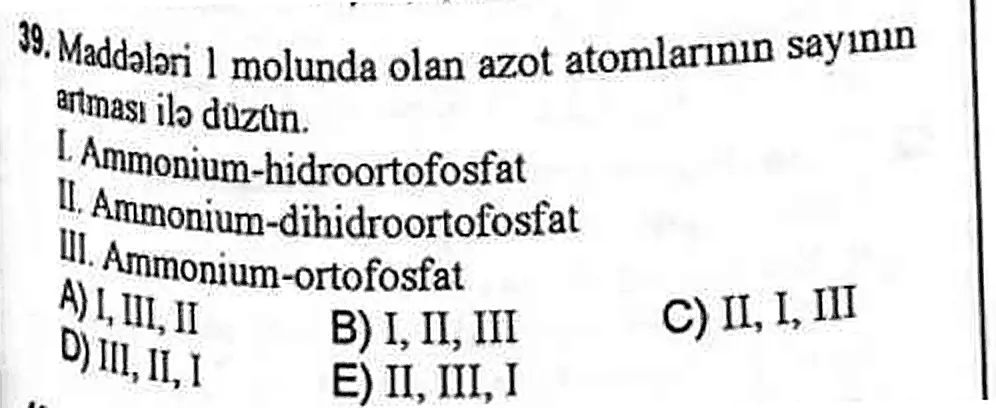 39. Maddələri 1 molunda olan azot atomlarının sayının
artması ilə düzün.
I. Ammonium-hidroortofosfat
II. Ammonium-dihidroortofosfat
III. Ammonium-ortofosfat
A) I, III, II B) I, II, III C) II, I, III
D) III, II, I E) II, III, I